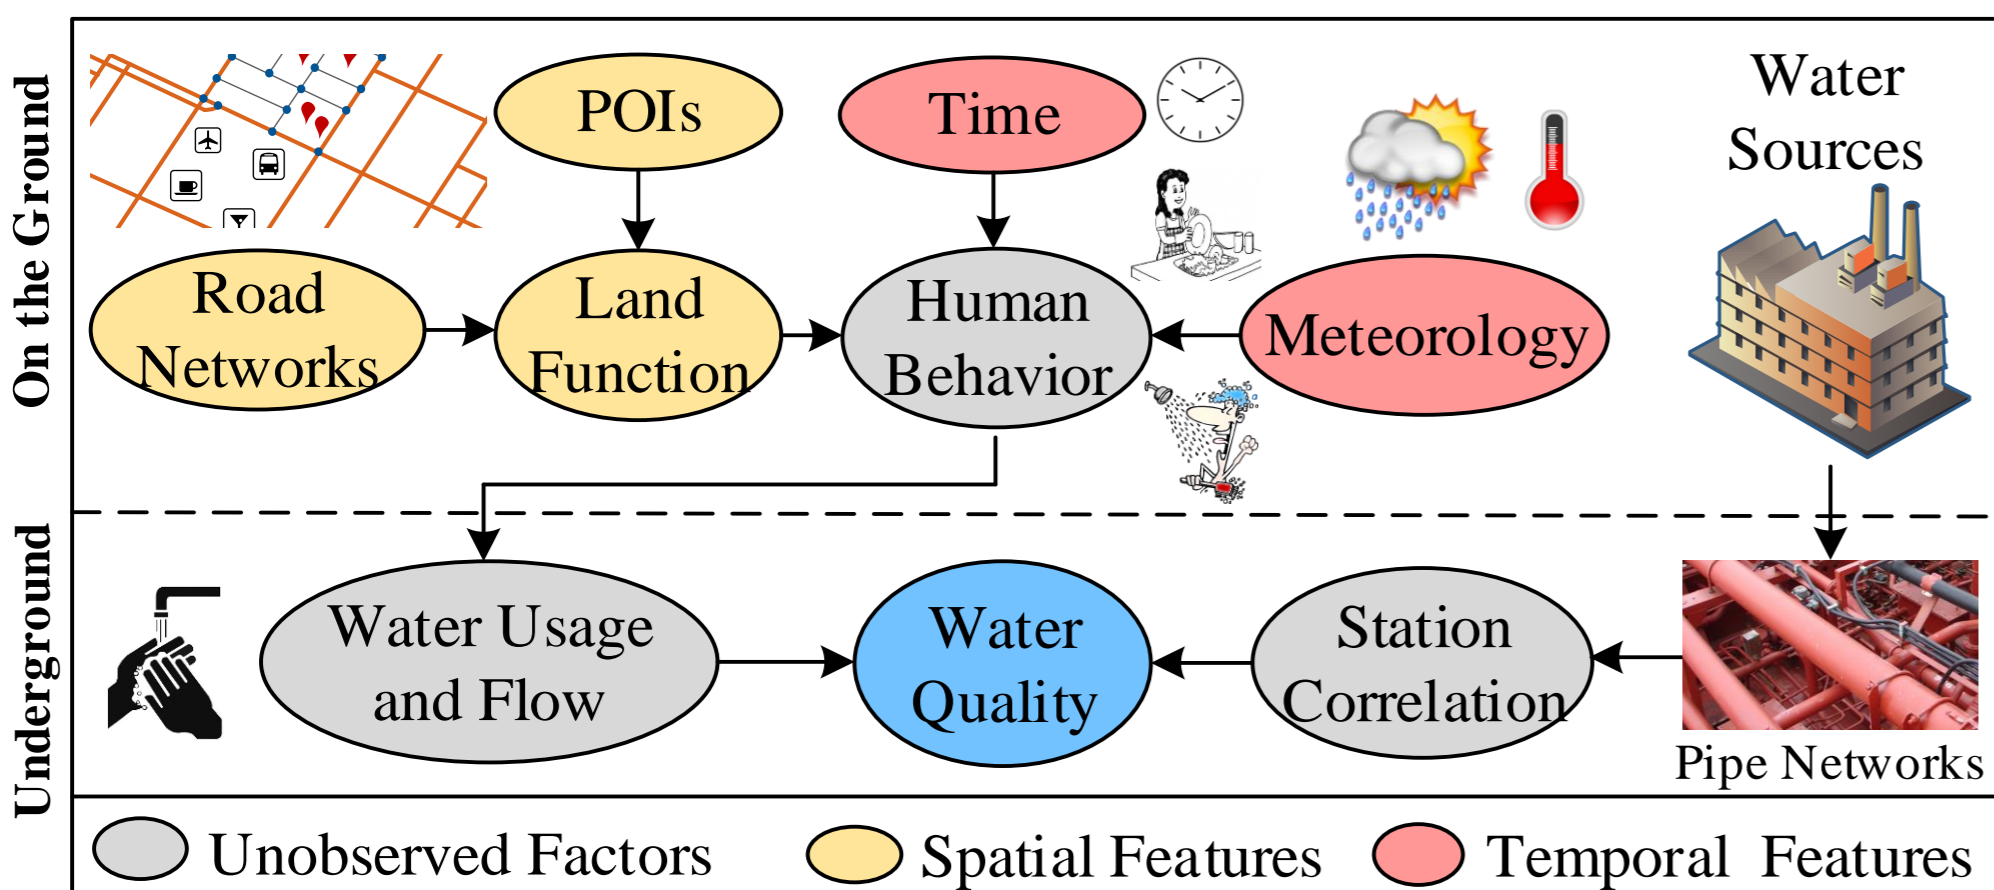 On the Ground
POIs
Time
Water
Sources
Road
Networks
Land
Function
Human
Behavior
Meteorology
Underground
Water Usage
and Flow
Water
Quality
Station
Correlation
Pipe Networks
Unobserved Factors
Spatial Features
Temporal Features